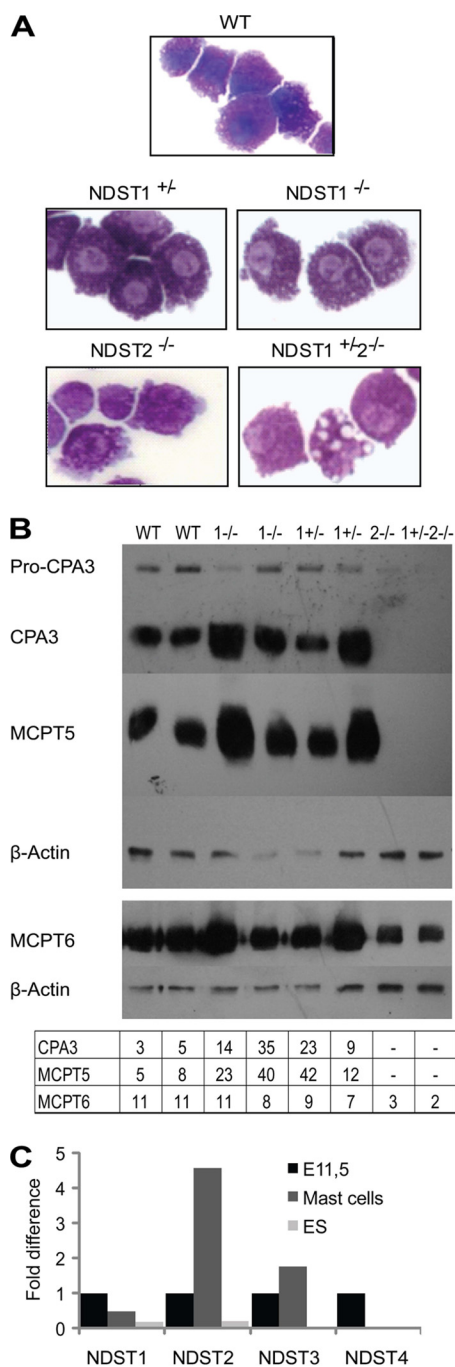 A
WT
NDST1 +/-
NDST1 -/-
NDST2 -/-
NDST1 +/-2-/-
B
WT WT 1-/- 1-/- 1+/- 1+/- 2-/- 1+/-2-/-
Pro-CPA3
CPA3
MCPT5
β-Actin
MCPT6
β-Actin
CPA3 3 5 14 35 23 9 - -
MCPT5 5 8 23 40 42 12 - -
MCPT6 11 11 11 8 9 7 3 2
C
Fold difference
5
4
3
2
1
0
E11,5
Mast cells
ES
NDST1 NDST2 NDST3 NDST4